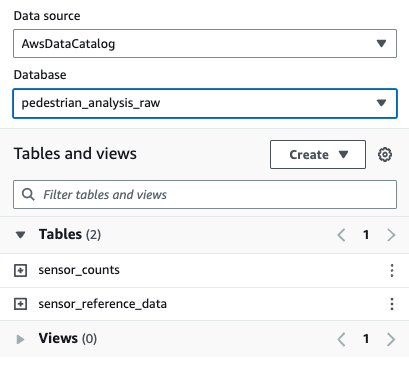 Data source
AwsDataCatalog
Database
pedestrian_analysis_raw
Tables and views
Create
Filter tables and views
Tables (2)
1
sensor_counts
sensor_reference_data
Views (0)
1